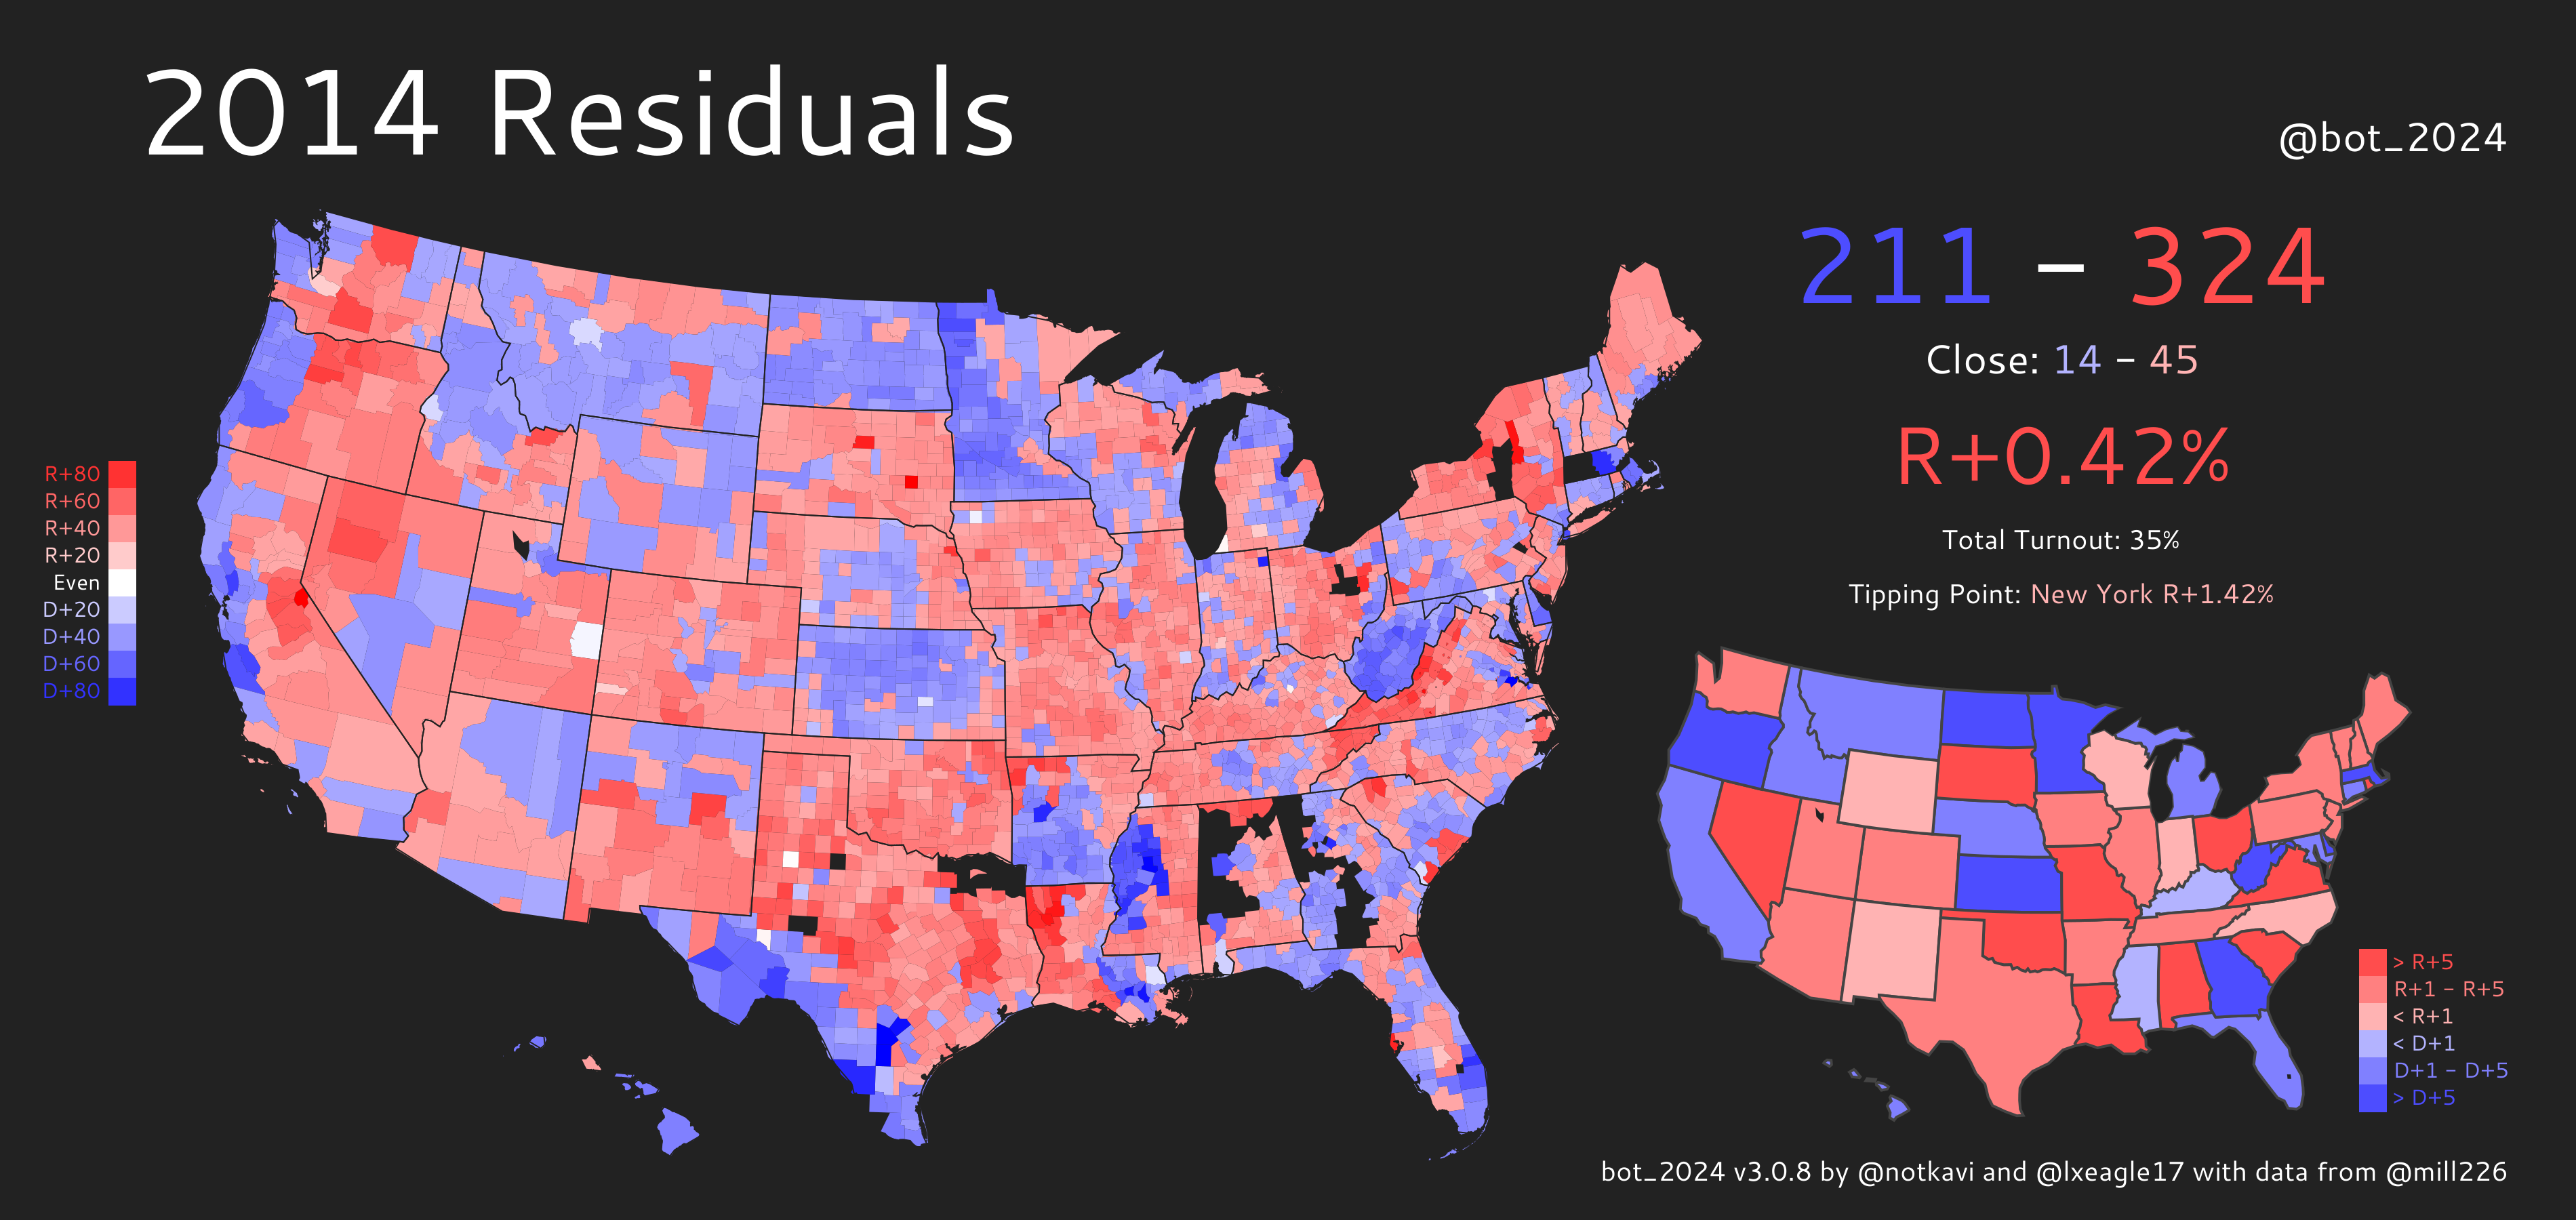 2014 Residuals
@bot_2024
211 – 324
Close: 14 – 45
R+0.42%
Total Turnout: 35%
Tipping Point: New York R+1.42%
R+80
R+60
R+40
R+20
Even
D+20
D+40
D+60
D+80
> R+5
R+1 – R+5
< R+1
< D+1
D+1 – D+5
> D+5
bot_2024 v3.0.8 by @notkavi and @lxeagle17 with data from @mill226